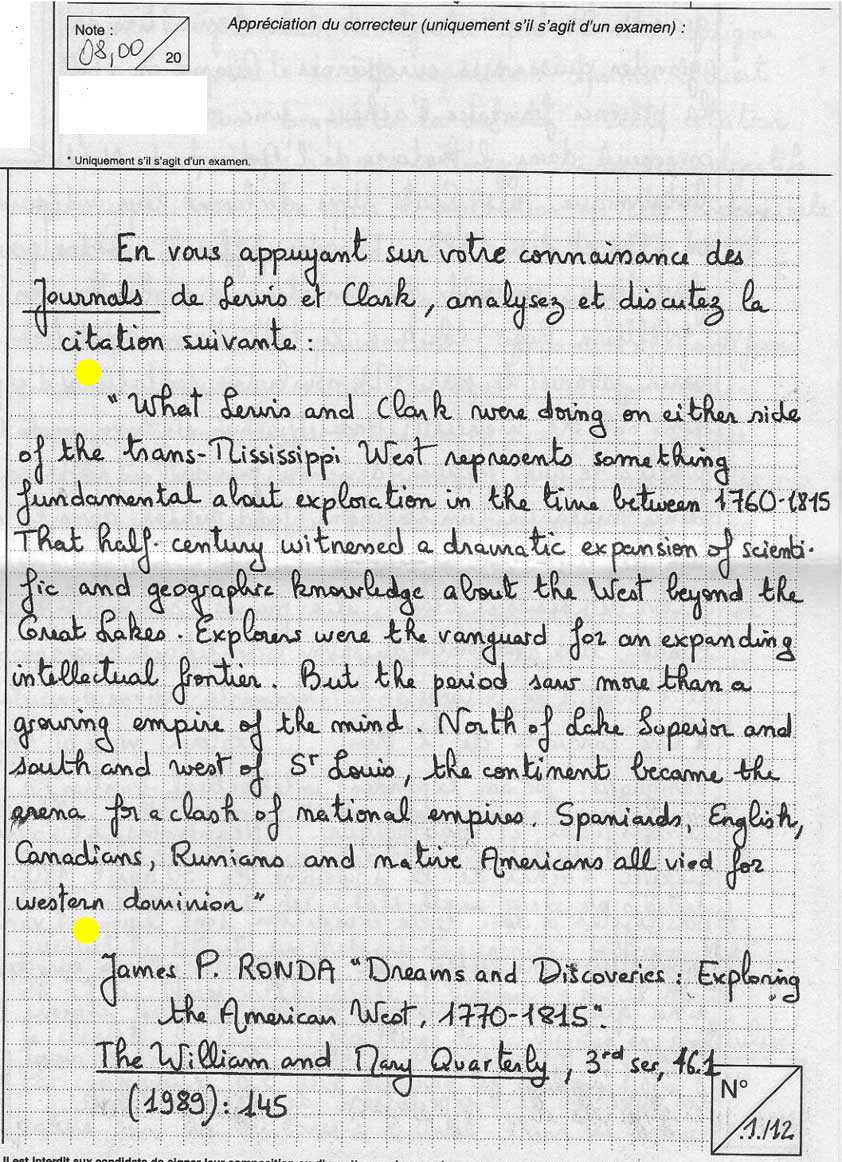 Note :
08,00
20
Appréciation du correcteur (uniquement s'il s'agit d'un examen) :
* Uniquement s'il s'agit d'un examen.
En vous appuyant sur votre connaissance des
Journals de Lewis et Clark, analysez et discutez la
citation suivante :
"What Lewis and Clark were doing on either side
of the trans-Mississippi West represents something
fundamental about exploration in the time between 1760-1815
That half-century witnessed a dramatic expansion of scienti-
fic and geographic knowledge about the West beyond the
Great Lakes. Explorers were the vanguard for an expanding
intellectual frontier. But the period saw more than a
growing empire of the mind. North of Lake Superior and
south and west of St Louis, the continent became the
arena for a clash of national empires. Spaniards, English,
Canadians, Russians and native Americans all vied for
western dominion"
James P. RONDA "Dreams and Discoveries : Exploring
the American West, 1770-1815".
The William and Mary Quarterly, 3rd ser, 46.1
(1989) : 145
N°
1/12
Il est interdit aux candidats de signer leur composition ou